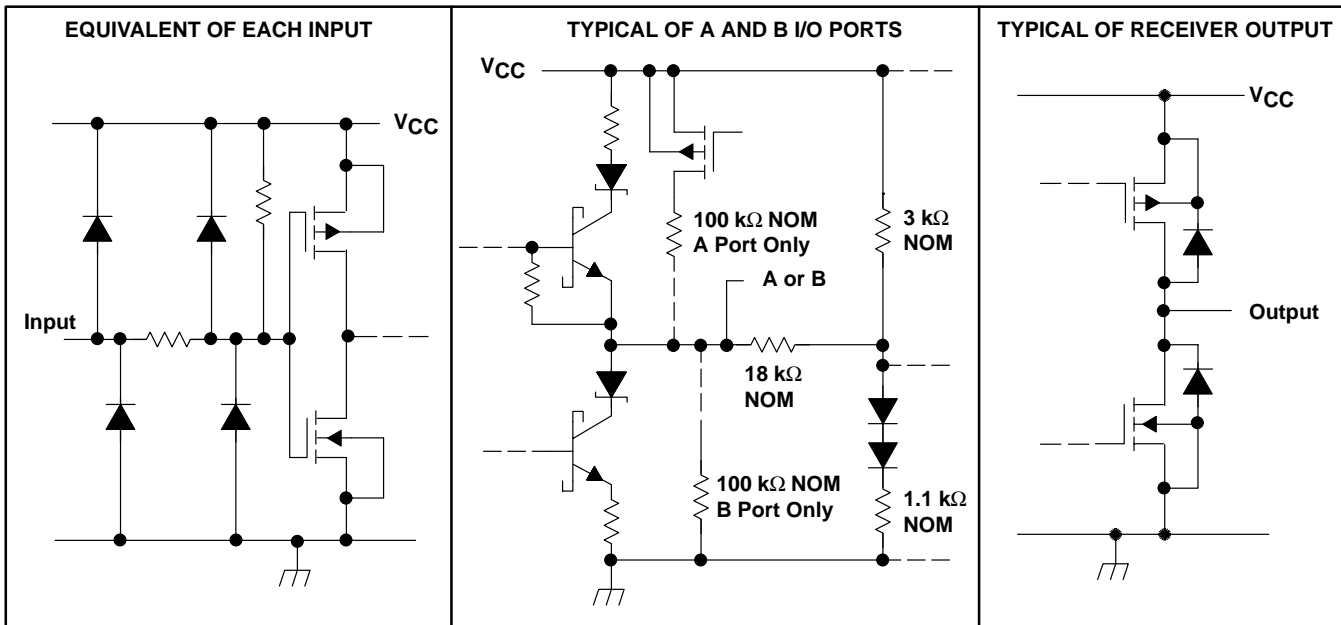 EQUIVALENT OF EACH INPUT
VCC
Input
TYPICAL OF A AND B I/O PORTS
VCC
100 kΩ NOM
A Port Only
3 kΩ
NOM
A or B
18 kΩ
NOM
100 kΩ NOM
B Port Only
1.1 kΩ
NOM
TYPICAL OF RECEIVER OUTPUT
VCC
Output